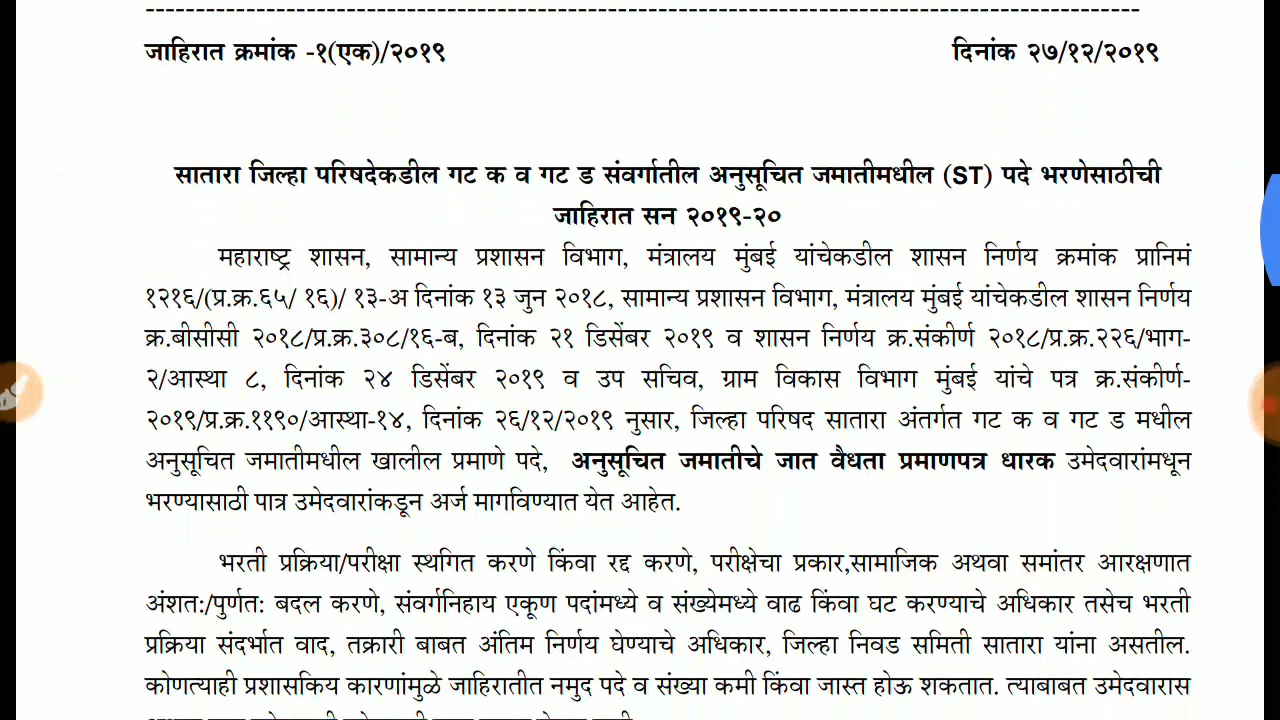 जाहिरात क्रमांक -१(एक)/२०१९ दिनांक २७/१२/२०१९
सातारा जिल्हा परिषदेकडील गट क व गट ड संवर्गातील अनुसूचित जमातीमधील (ST) पदे भरणेसाठीची
जाहिरात सन २०१९-२०
महाराष्ट्र शासन, सामान्य प्रशासन विभाग, मंत्रालय मुंबई यांचेकडील शासन निर्णय क्रमांक प्रानिमं
१२१६/(प्र.क्र.६५/ १६)/ १३-अ दिनांक १३ जुन २०१८, सामान्य प्रशासन विभाग, मंत्रालय मुंबई यांचेकडील शासन निर्णय
क्र.बीसीसी २०१८/प्र.क्र.३०८/१६-ब, दिनांक २१ डिसेंबर २०१९ व शासन निर्णय क्र.संकीर्ण २०१८/प्र.क्र.२२६/भाग-
२/आस्था ८, दिनांक २४ डिसेंबर २०१९ व उप सचिव, ग्राम विकास विभाग मुंबई यांचे पत्र क्र.संकीर्ण-
२०१९/प्र.क्र.११९०/आस्था-१४, दिनांक २६/१२/२०१९ नुसार, जिल्हा परिषद सातारा अंतर्गत गट क व गट ड मधील
अनुसूचित जमातीमधील खालील प्रमाणे पदे, अनुसूचित जमातीचे जात वैधता प्रमाणपत्र धारक उमेदवारांमधून
भरण्यासाठी पात्र उमेदवारांकडून अर्ज मागविण्यात येत आहेत.
भरती प्रक्रिया/परीक्षा स्थगित करणे किंवा रद्द करणे, परीक्षेचा प्रकार,सामाजिक अथवा समांतर आरक्षणात
अंशत:/पुर्णत: बदल करणे, संवर्गनिहाय एकूण पदांमध्ये व संख्येमध्ये वाढ किंवा घट करण्याचे अधिकार तसेच भरती
प्रक्रिया संदर्भात वाद, तक्रारी बाबत अंतिम निर्णय घेण्याचे अधिकार, जिल्हा निवड समिती सातारा यांना असतील.
कोणत्याही प्रशासकिय कारणांमुळे जाहिरातीत नमुद पदे व संख्या कमी किंवा जास्त होऊ शकतात. त्याबाबत उमेदवारास